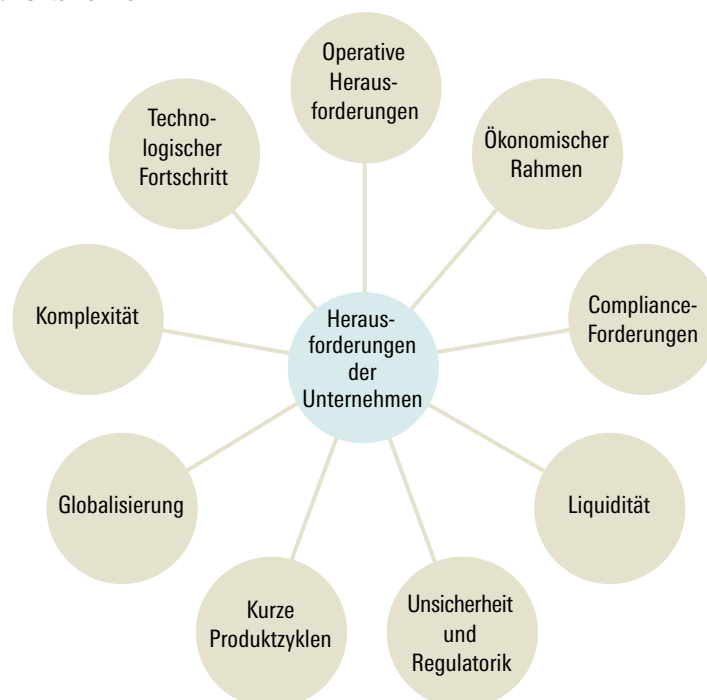 Operative
Heraus-
forderungen
Techno-
logischer
Fortschritt
Ökonomischer
Rahmen
Komplexität
Heraus-
forderungen
der
Unternehmen
Compliance-
Forderungen
Globalisierung
Liquidität
Kurze
Produktzyklen
Unsicherheit
und
Regulatorik